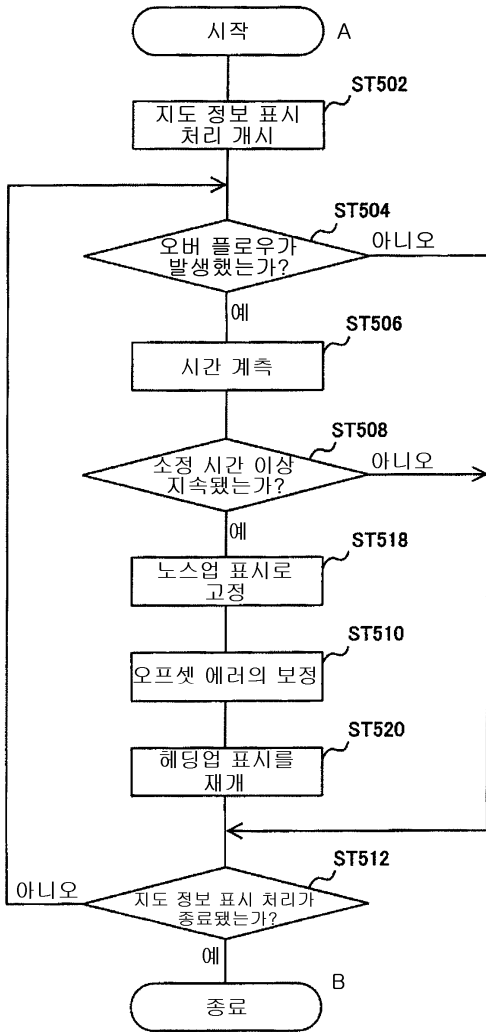 시작
A
ST502
지도 정보 표시
처리 개시
ST504
오버 플로우가
발생했는가?
아니오
예
ST506
시간 계측
ST508
소정 시간 이상
지속됐는가?
아니오
예
ST518
노스업 표시로
고정
ST510
오프셋 에러의 보정
ST520
헤딩업 표시를
재개
ST512
아니오
지도 정보 표시 처리가
종료됐는가?
예
B
종료